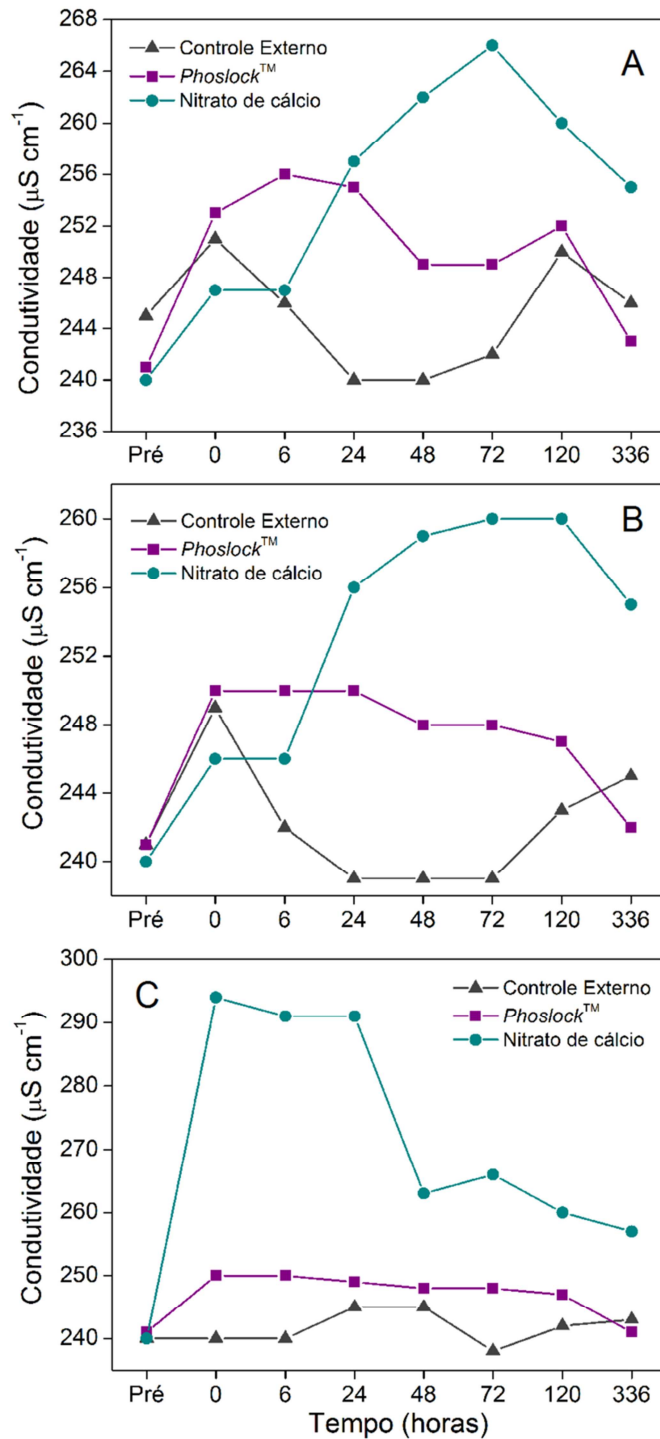 268
264
260
256
252
248
244
240
236
Condutividade (µS cm⁻¹)
Controle Externo
Phoslock™
Nitrato de cálcio
A
Pré 0 6 24 48 72 120 336
260
256
252
248
244
240
Condutividade (µS cm⁻¹)
Controle Externo
Phoslock™
Nitrato de cálcio
B
Pré 0 6 24 48 72 120 336
300
290
280
270
260
250
240
Condutividade (µS cm⁻¹)
C
Controle Externo
Phoslock™
Nitrato de cálcio
Pré 0 6 24 48 72 120 336
Tempo (horas)